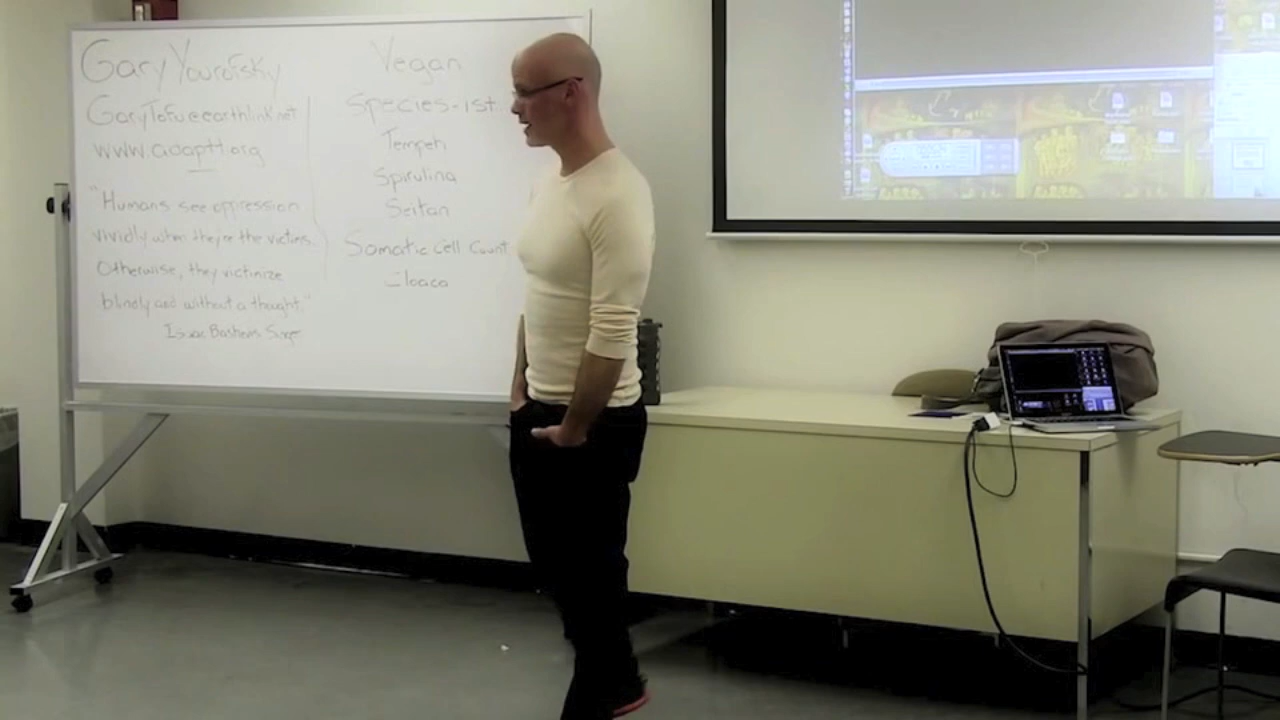 Gary Yourofsky
GaryTofu@earthlink.net
www.adaptt.org
"Humans see oppression
vividly when they're the victims.
Otherwise, they victimize
blindly and without a thought."
Isaac Bashevis Singer
Vegan
Species-ist
Tempeh
Spirulina
Seitan
Somatic Cell Count
Cloaca